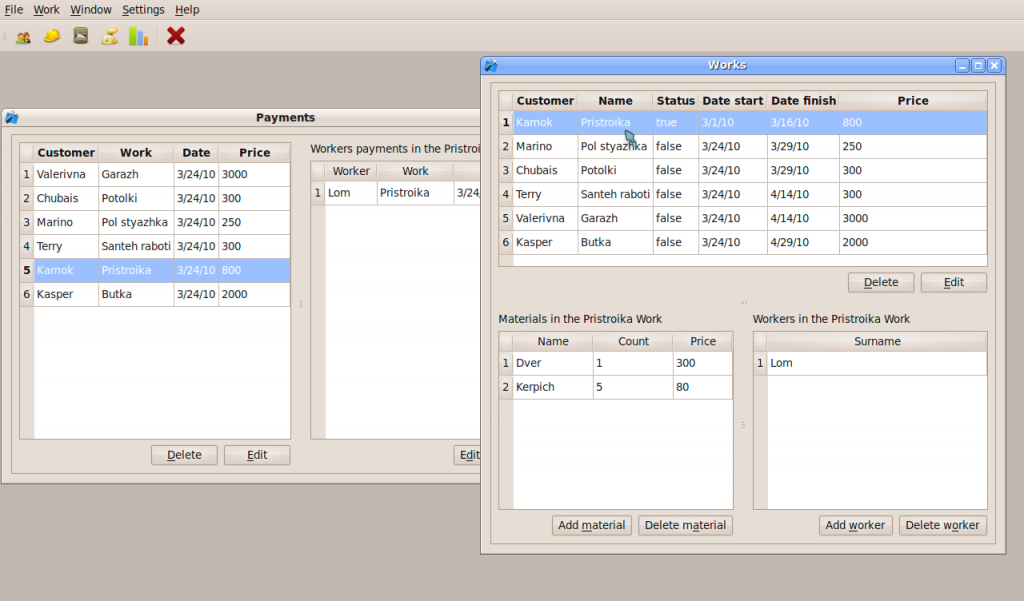 File Work Window Settings Help
Payments
Customer Work Date Price
1 Valerivna Garazh 3/24/10 3000
2 Chubais Potolki 3/24/10 300
3 Marino Pol styazhka 3/24/10 250
4 Terry Santeh raboti 3/24/10 300
5 Kamok Pristroika 3/24/10 800
6 Kasper Butka 3/24/10 2000
Delete Edit
Workers payments in the Pristroi
Worker Work
1 Lom Pristroika 3/24
Edit
Works
Customer Name Status Date start Date finish Price
1 Kamok Pristroika true 3/1/10 3/16/10 800
2 Marino Pol styazhka false 3/24/10 3/29/10 250
3 Chubais Potolki false 3/24/10 3/29/10 300
4 Terry Santeh raboti false 3/24/10 4/14/10 300
5 Valerivna Garazh false 3/24/10 4/14/10 3000
6 Kasper Butka false 3/24/10 4/29/10 2000
Delete Edit
Materials in the Pristroika Work
Name Count Price
1 Dver 1 300
2 Kerpich 5 80
Add material Delete material
Workers in the Pristroika Work
Surname
1 Lom
Add worker Delete worker